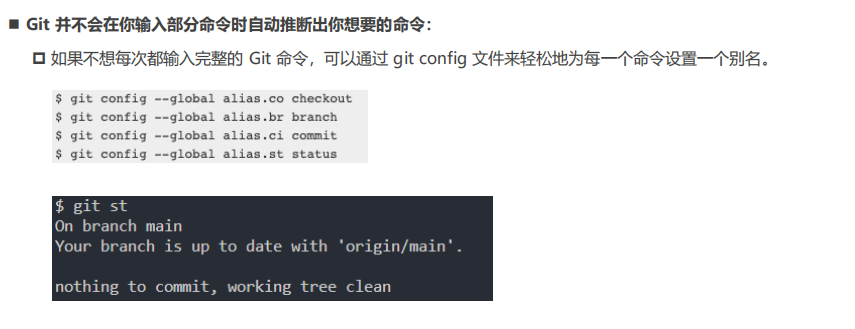 Git 并不会在你输入部分命令时自动推断出你想要的命令：
如果不想每次都输入完整的 Git 命令，可以通过 git config 文件来轻松地为每一个命令设置一个别名。
$ git config --global alias.co checkout
$ git config --global alias.br branch
$ git config --global alias.ci commit
$ git config --global alias.st status
$ git st
On branch main
Your branch is up to date with 'origin/main'.
nothing to commit, working tree clean